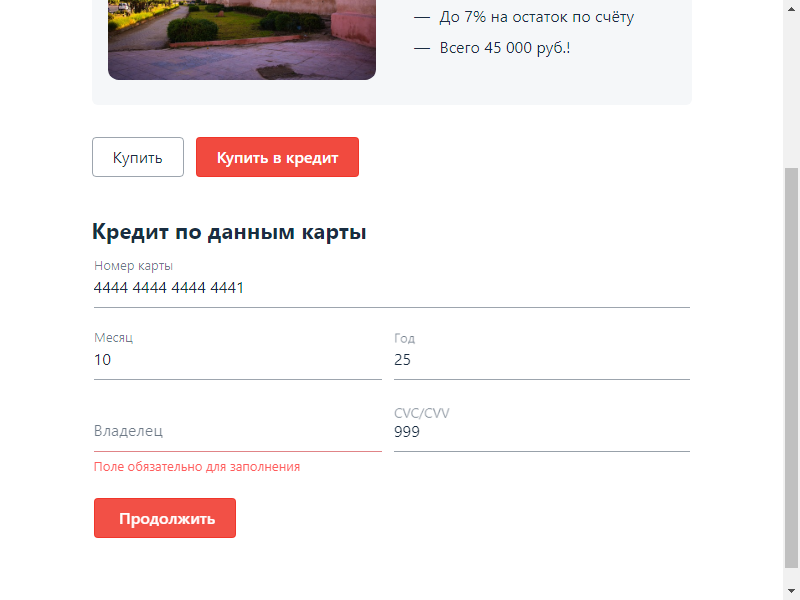 — До 7% на остаток по счёту
— Всего 45 000 руб.!
Купить
Купить в кредит
Кредит по данным карты
Номер карты
4444 4444 4444 4441
Месяц
Год
10
25
Владелец
CVC/CVV
999
Поле обязательно для заполнения
Продолжить